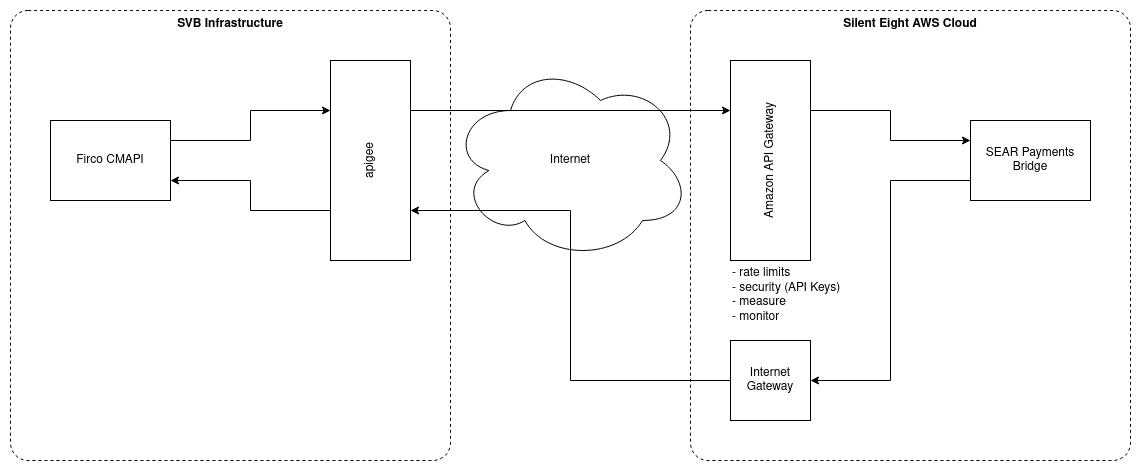 SVB Infrastructure
Silent Eight AWS Cloud
Firco CMAPI
apigee
Internet
Amazon API Gateway
SEAR Payments
Bridge
- rate limits
- security (API Keys)
- measure
- monitor
Internet
Gateway